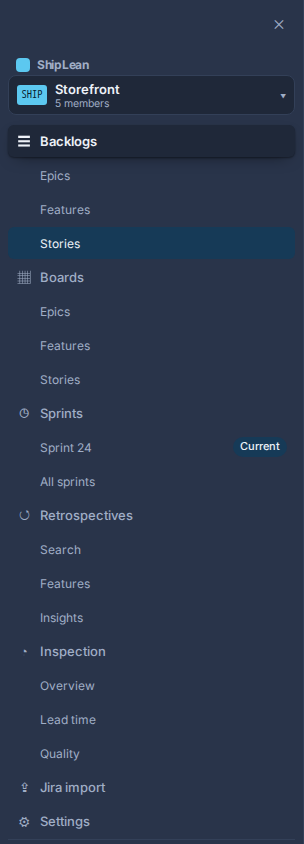 ShipLean
SHIP
Storefront
5 members
Backlogs
Epics
Features
Stories
Boards
Epics
Features
Stories
Sprints
Sprint 24 Current
All sprints
Retrospectives
Search
Features
Insights
Inspection
Overview
Lead time
Quality
Jira import
Settings